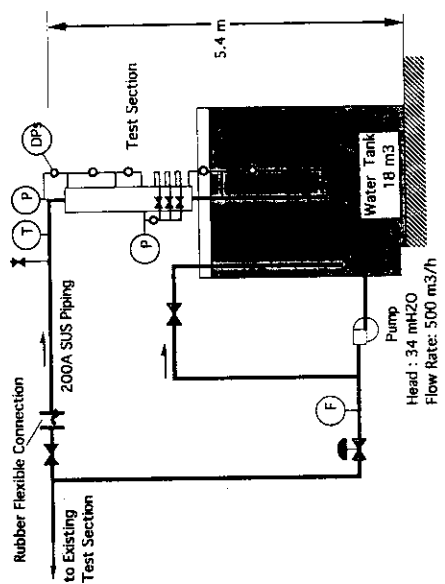 Rubber Flexible Connection
to Existing
Test Section
200A SUS Piping
T
P
DPs
Test Section
P
5.4 m
Water Tank
18 m3
F
Pump
Head : 34 mH2O
Flow Rate: 500 m3/h